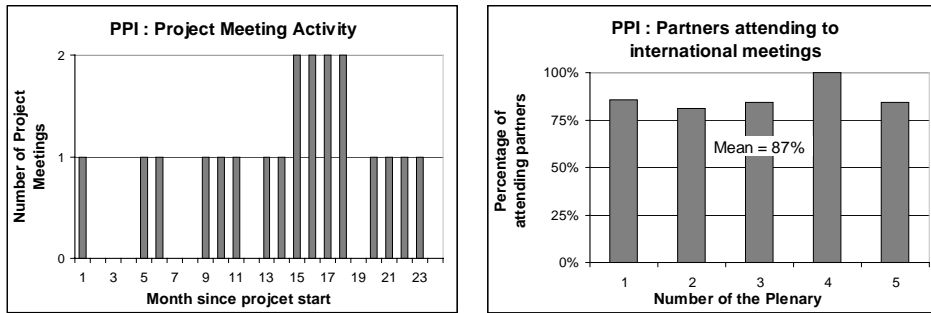 PPI : Project Meeting Activity
Number of Project
Meetings
2
1
0
1 3 5 7 9 11 13 15 17 19 21 23
Month since projcet start
PPI : Partners attending to
international meetings
Percentage of
attending partners
100%
75%
50%
25%
0%
Mean = 87%
1 2 3 4 5
Number of the Plenary